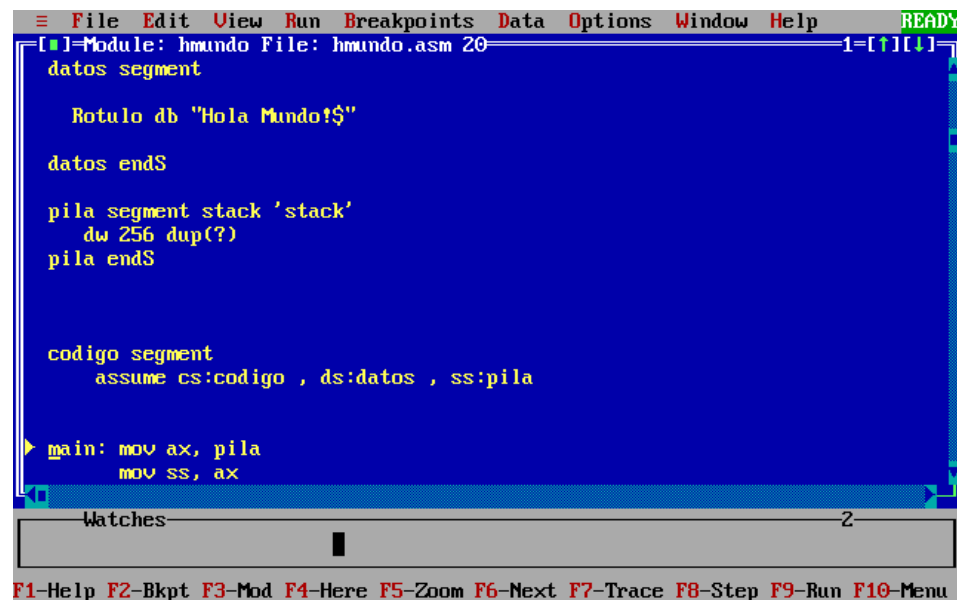 ≡ File Edit View Run Breakpoints Data Options Window Help READY
[■]=Module: hmundo File: hmundo.asm 20 1=[↑][↓]
datos segment
Rotulo db "Hola Mundo!$"
datos endS
pila segment stack 'stack'
dw 256 dup(?)
pila endS
codigo segment
assume cs:codigo , ds:datos , ss:pila
main: mov ax, pila
mov ss, ax
Watches 2
F1-Help F2-Bkpt F3-Mod F4-Here F5-Zoom F6-Next F7-Trace F8-Step F9-Run F10-Menu